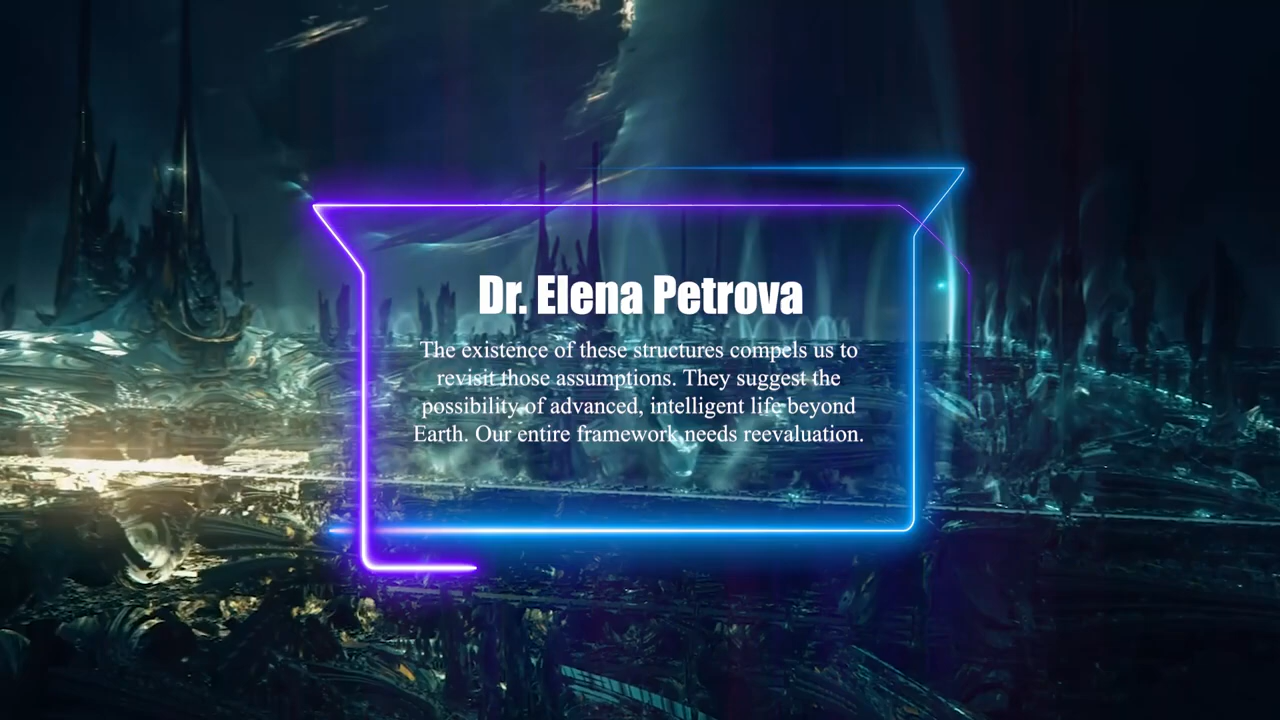 Dr. Elena Petrova
The existence of these structures compels us to
revisit those assumptions. They suggest the
possibility of advanced, intelligent life beyond
Earth. Our entire framework needs reevaluation.